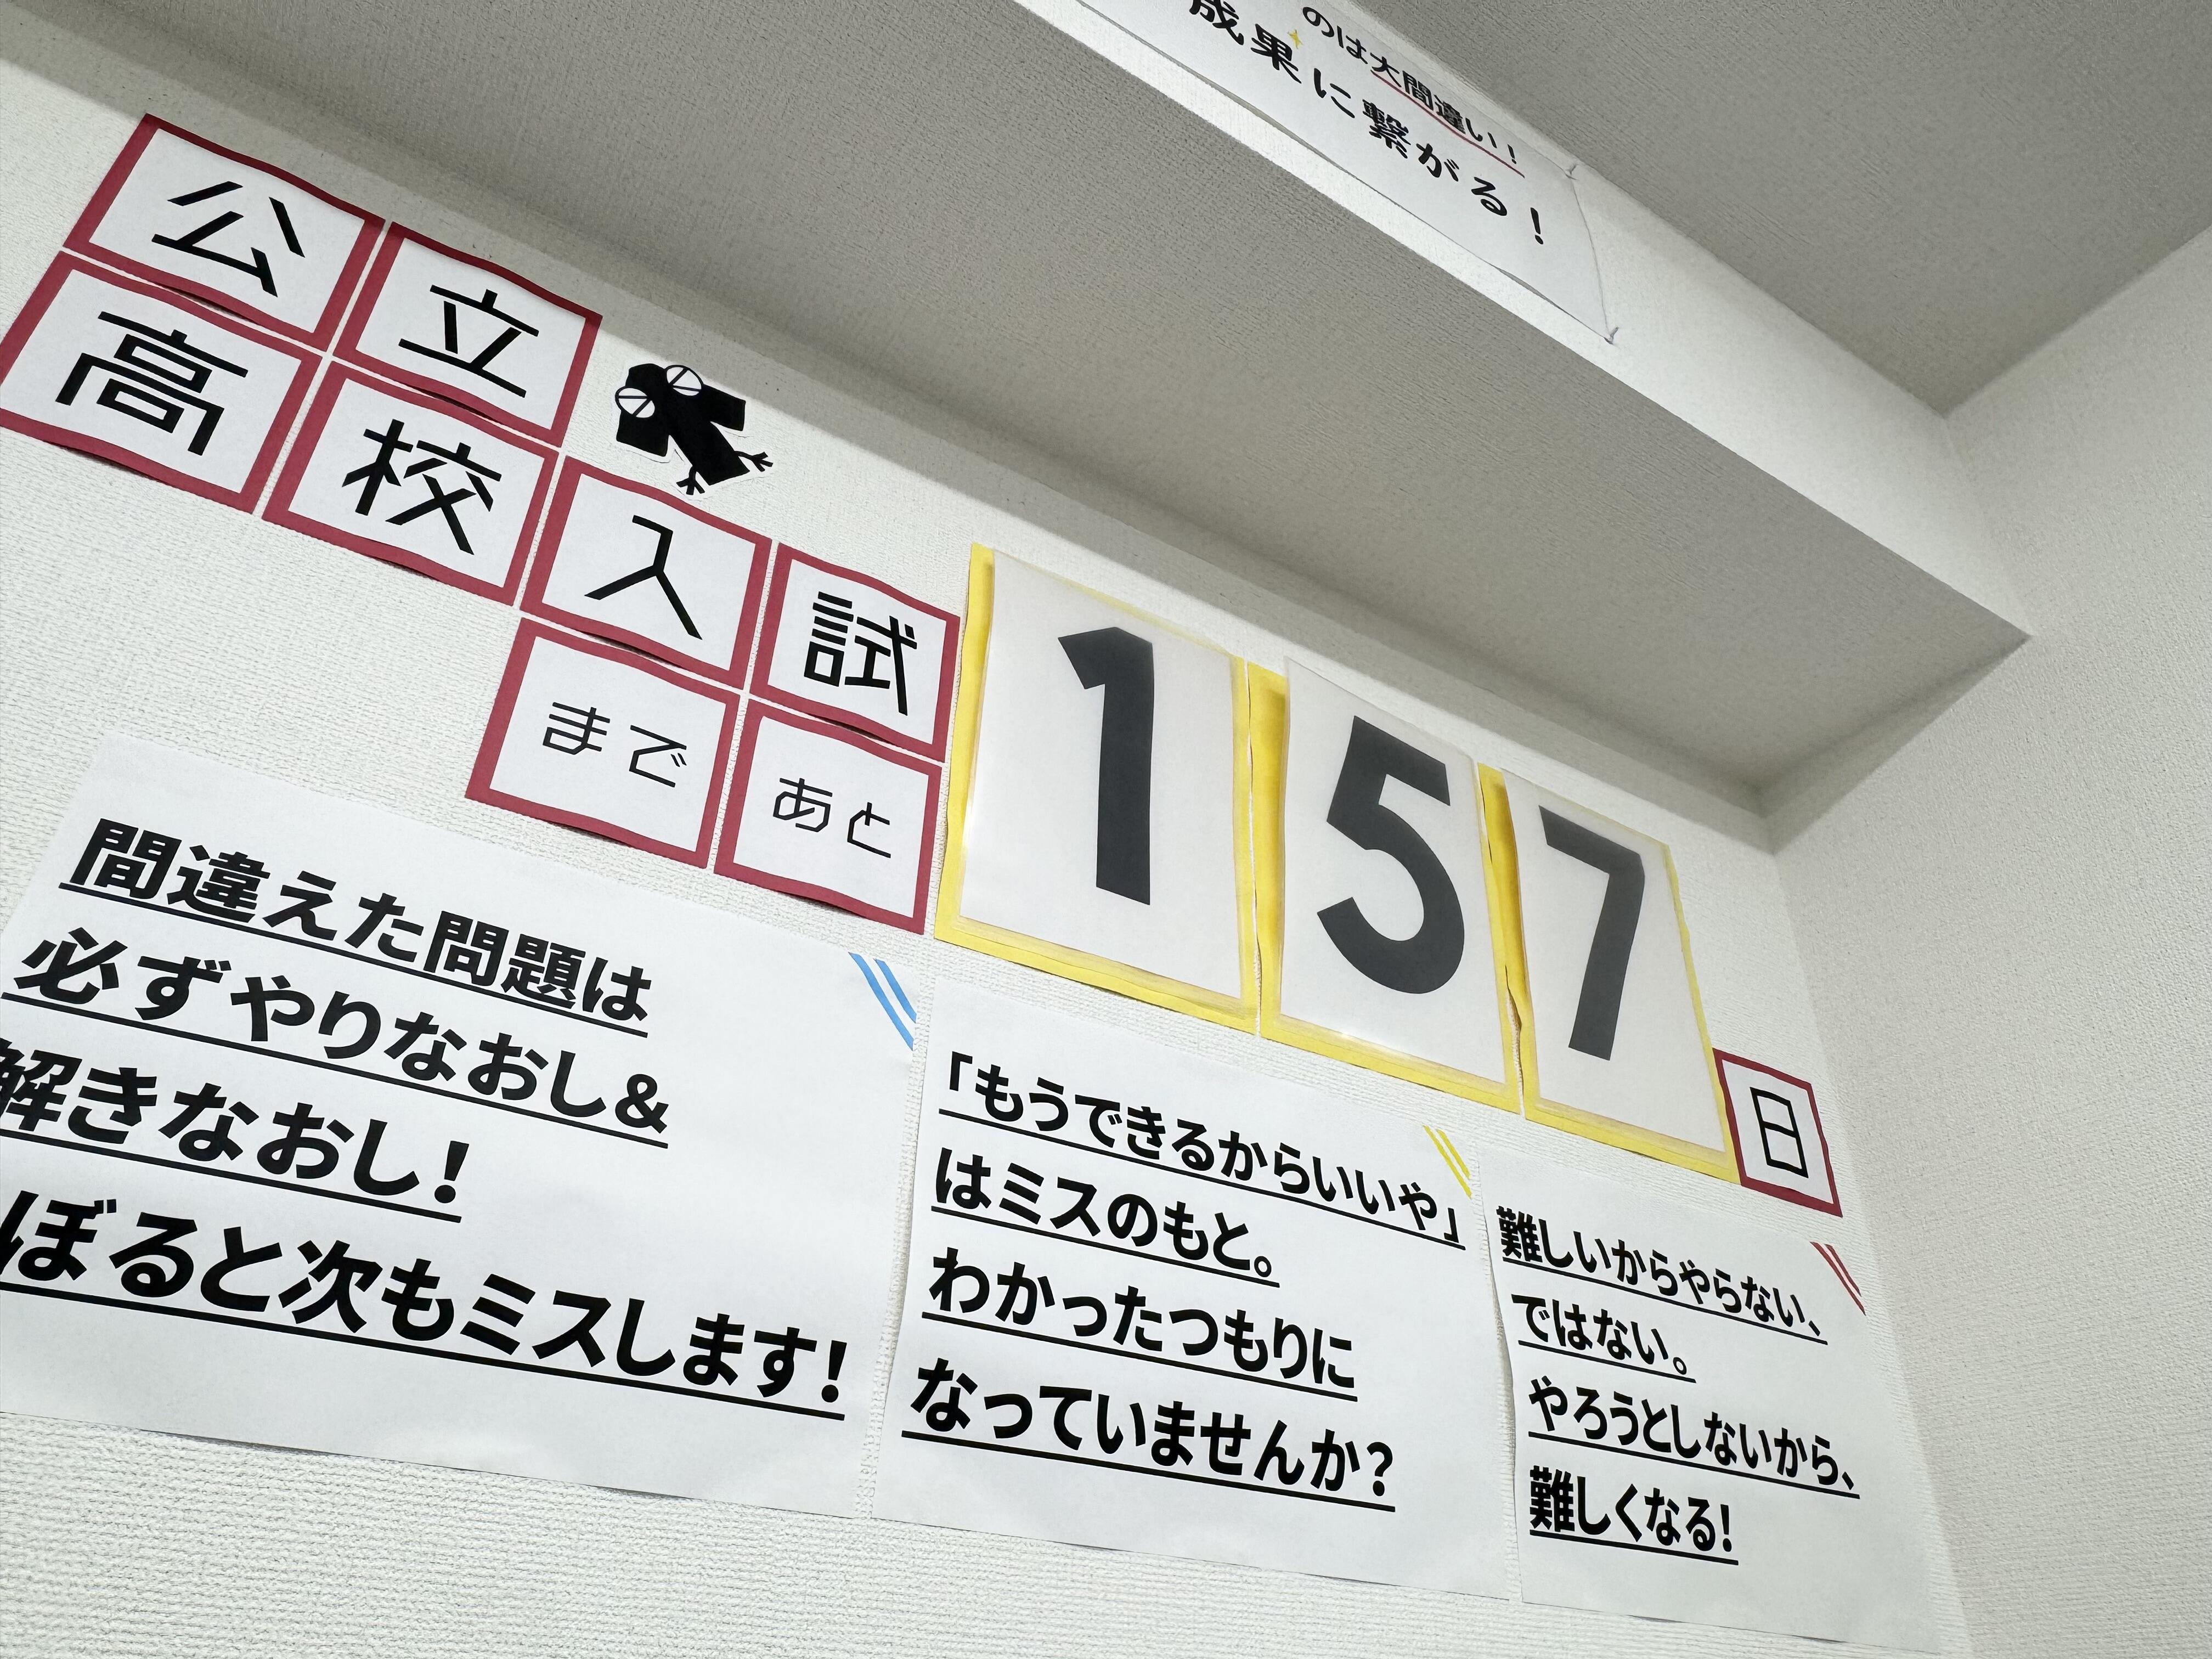 のは大間違い！
成果に繋がる！
公立
高校入試
までもあと
157日
間違えた問題は
必ずやりなおし&
解きなおし！
ぼると次もミスします！
「もうできるからいいや」
はミスのもと。
わかったつもりに
なっていませんか？
難しいからやらない、
ではない。
やろうとしないから、
難しくなる！